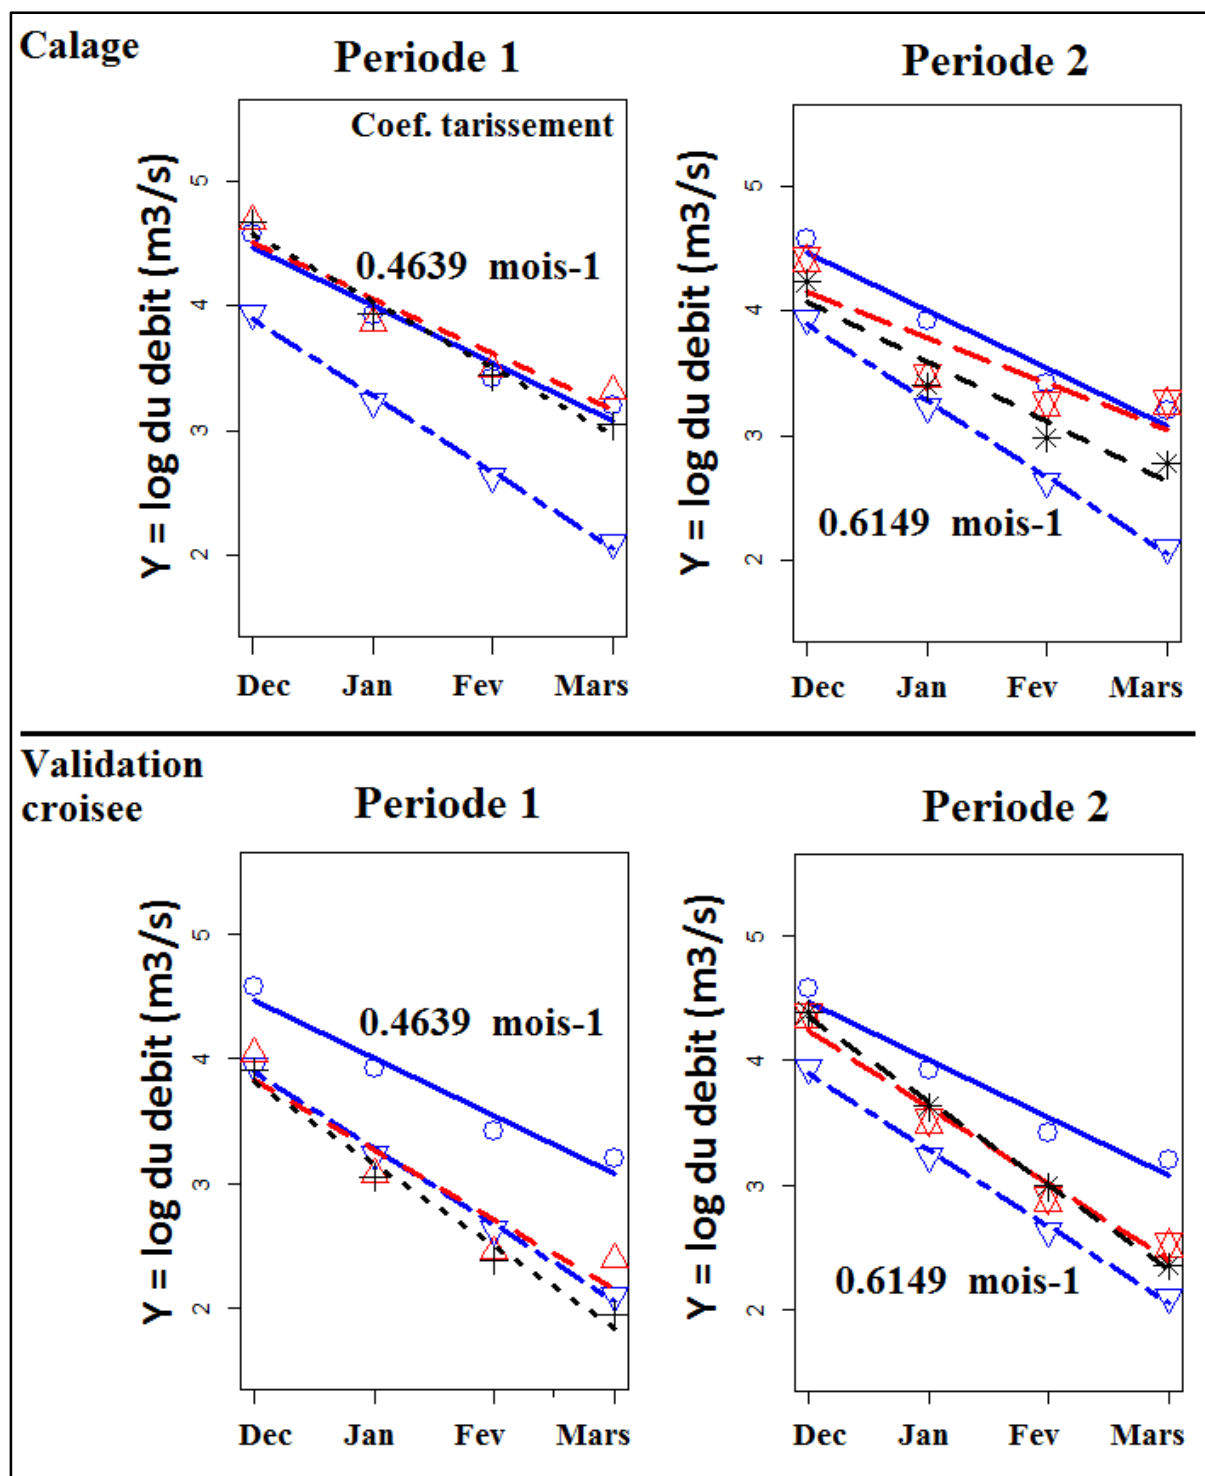 Calage
Periode 1
Periode 2
Coef. tarissement
Y = log du debit (m3/s)
5
4
3
2
0.4639 mois-1
Dec Jan Fev Mars
Y = log du debit (m3/s)
5
4
3
2
0.6149 mois-1
Dec Jan Fev Mars
Validation
croisee
Periode 1
Periode 2
Y = log du debit (m3/s)
5
4
3
2
0.4639 mois-1
Dec Jan Fev Mars
Y = log du debit (m3/s)
5
4
3
2
0.6149 mois-1
Dec Jan Fev Mars